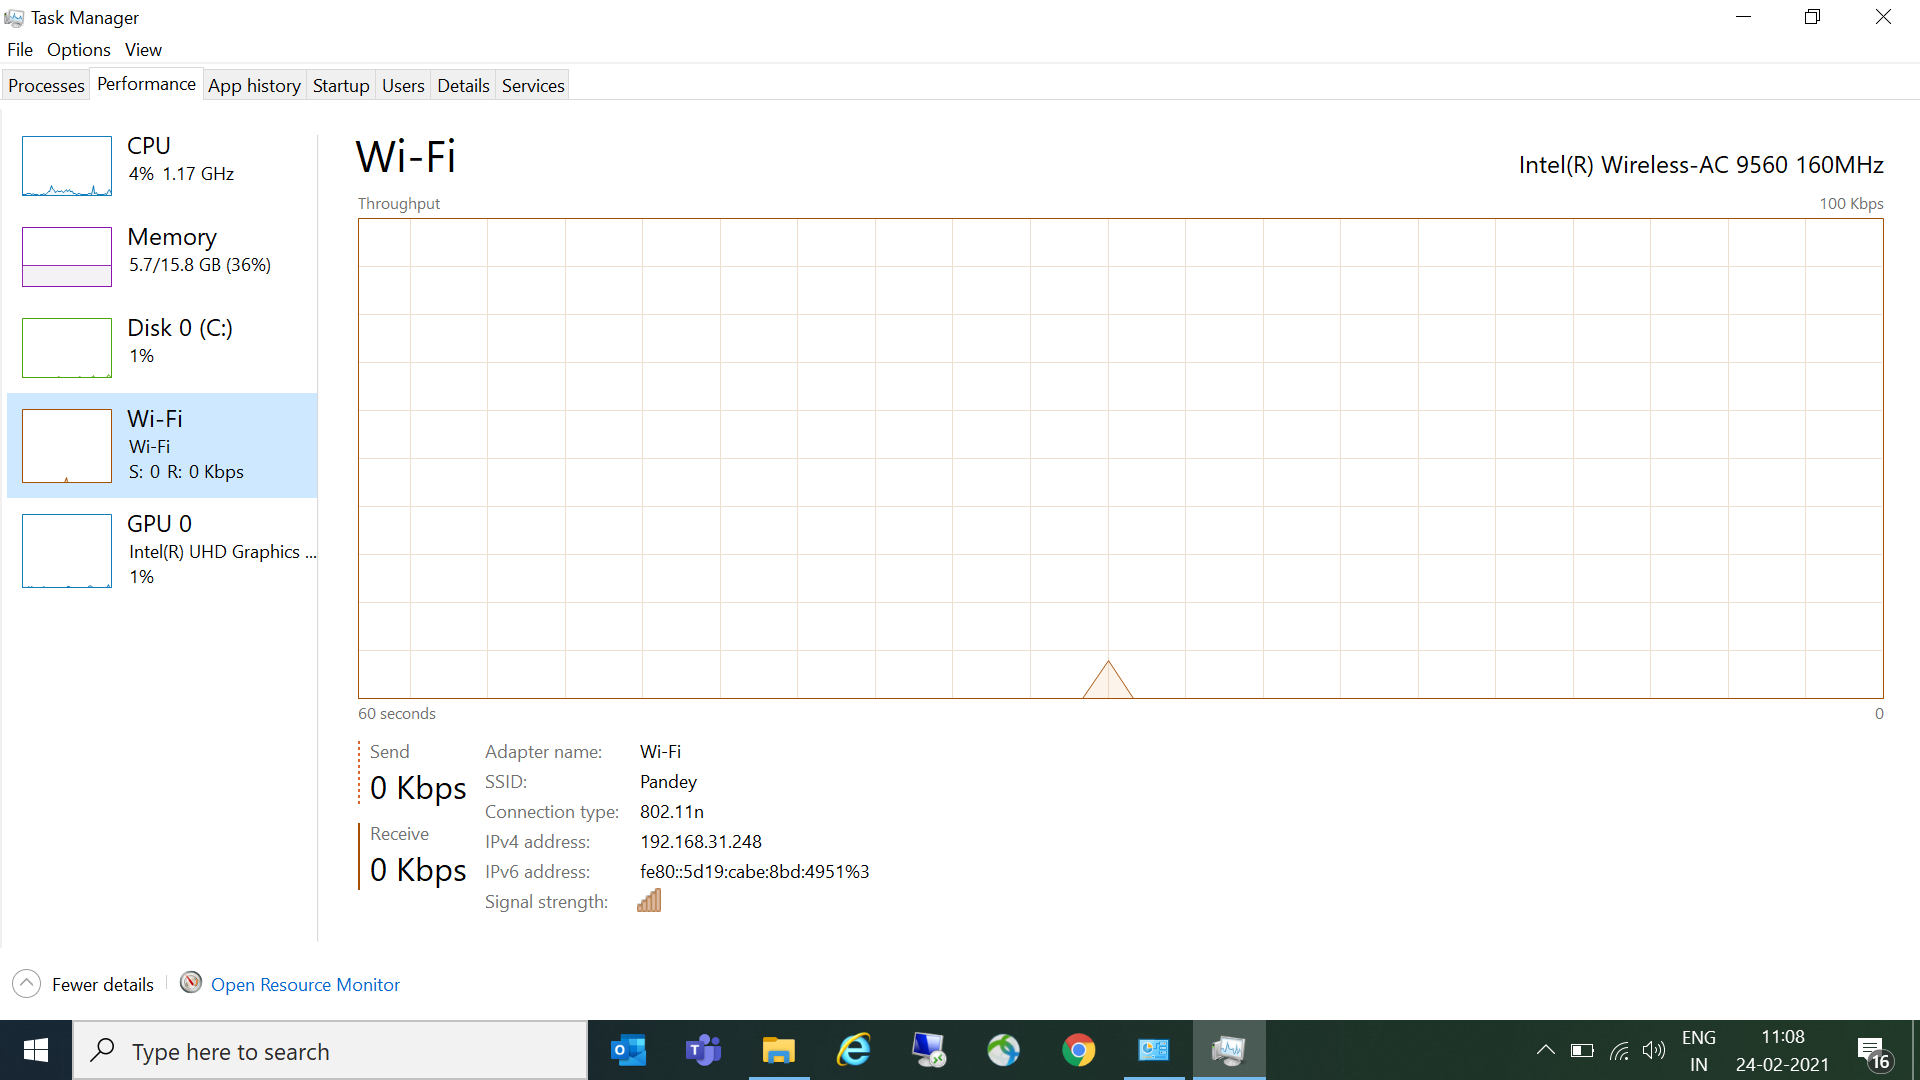 Task Manager
File Options View
Processes Performance App history Startup Users Details Services
CPU
4% 1.17 GHz
Memory
5.7/15.8 GB (36%)
Disk 0 (C:)
1%
Wi-Fi
Wi-Fi
S: 0 R: 0 Kbps
GPU 0
Intel(R) UHD Graphics ...
1%
Wi-Fi
Intel(R) Wireless-AC 9560 160MHz
Throughput
100 Kbps
60 seconds
0
Send
0 Kbps
Receive
0 Kbps
Adapter name: Wi-Fi
SSID: Pandey
Connection type: 802.11n
IPv4 address: 192.168.31.248
IPv6 address: fe80::5d19:cabe:8bd:4951%3
Signal strength:
Fewer details
Open Resource Monitor
Type here to search
ENG
IN
11:08
24-02-2021
16